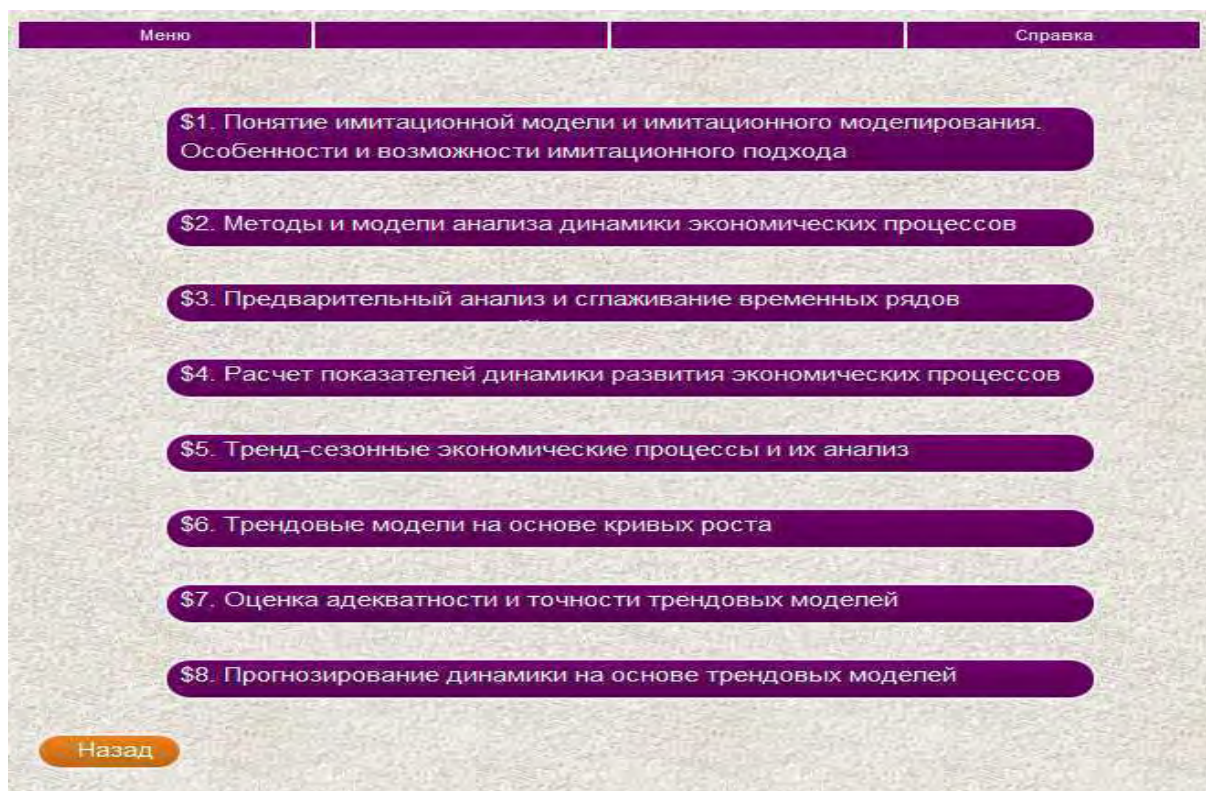 Меню
Справка
$1. Понятие имитационной модели и имитационного моделирования.
Особенности и возможности имитационного подхода
$2. Методы и модели анализа динамики экономических процессов
$3. Предварительный анализ и сглаживание временных рядов
$4. Расчет показателей динамики развития экономических процессов
$5. Тренд-сезонные экономические процессы и их анализ
$6. Трендовые модели на основе кривых роста
$7. Оценка адекватности и точности трендовых моделей
$8. Прогнозирование динамики на основе трендовых моделей
Назад